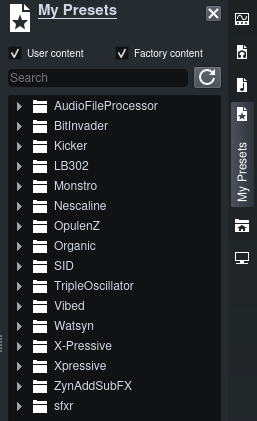 My Presets
User content
Factory content
Search
AudioFileProcessor
BitInvader
Kicker
LB302
Monstro
Nescaline
OpulenZ
Organic
SID
TripleOscillator
Vibed
Watsyn
X-Pressive
Xpressive
ZynAddSubFX
sfxr
My Presets